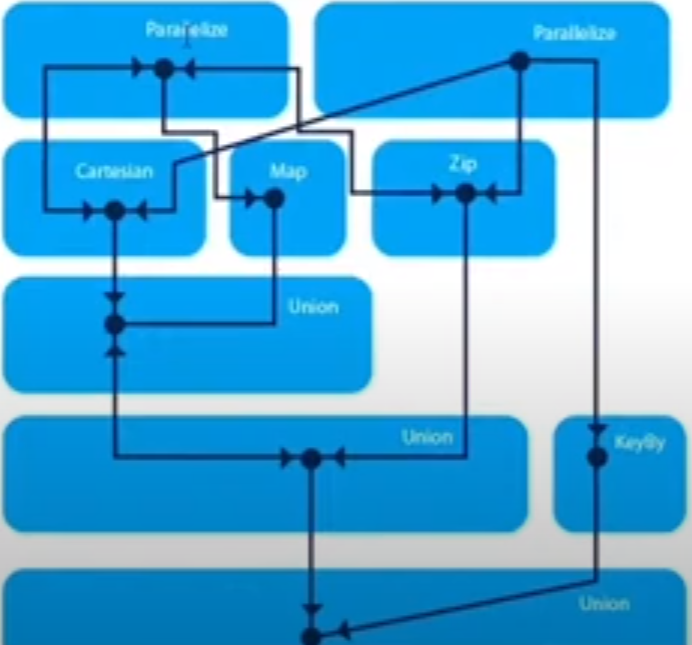 Parallelize
Parallelize
Cartesian
Map
Zip
Union
Union
KeyBy
Union